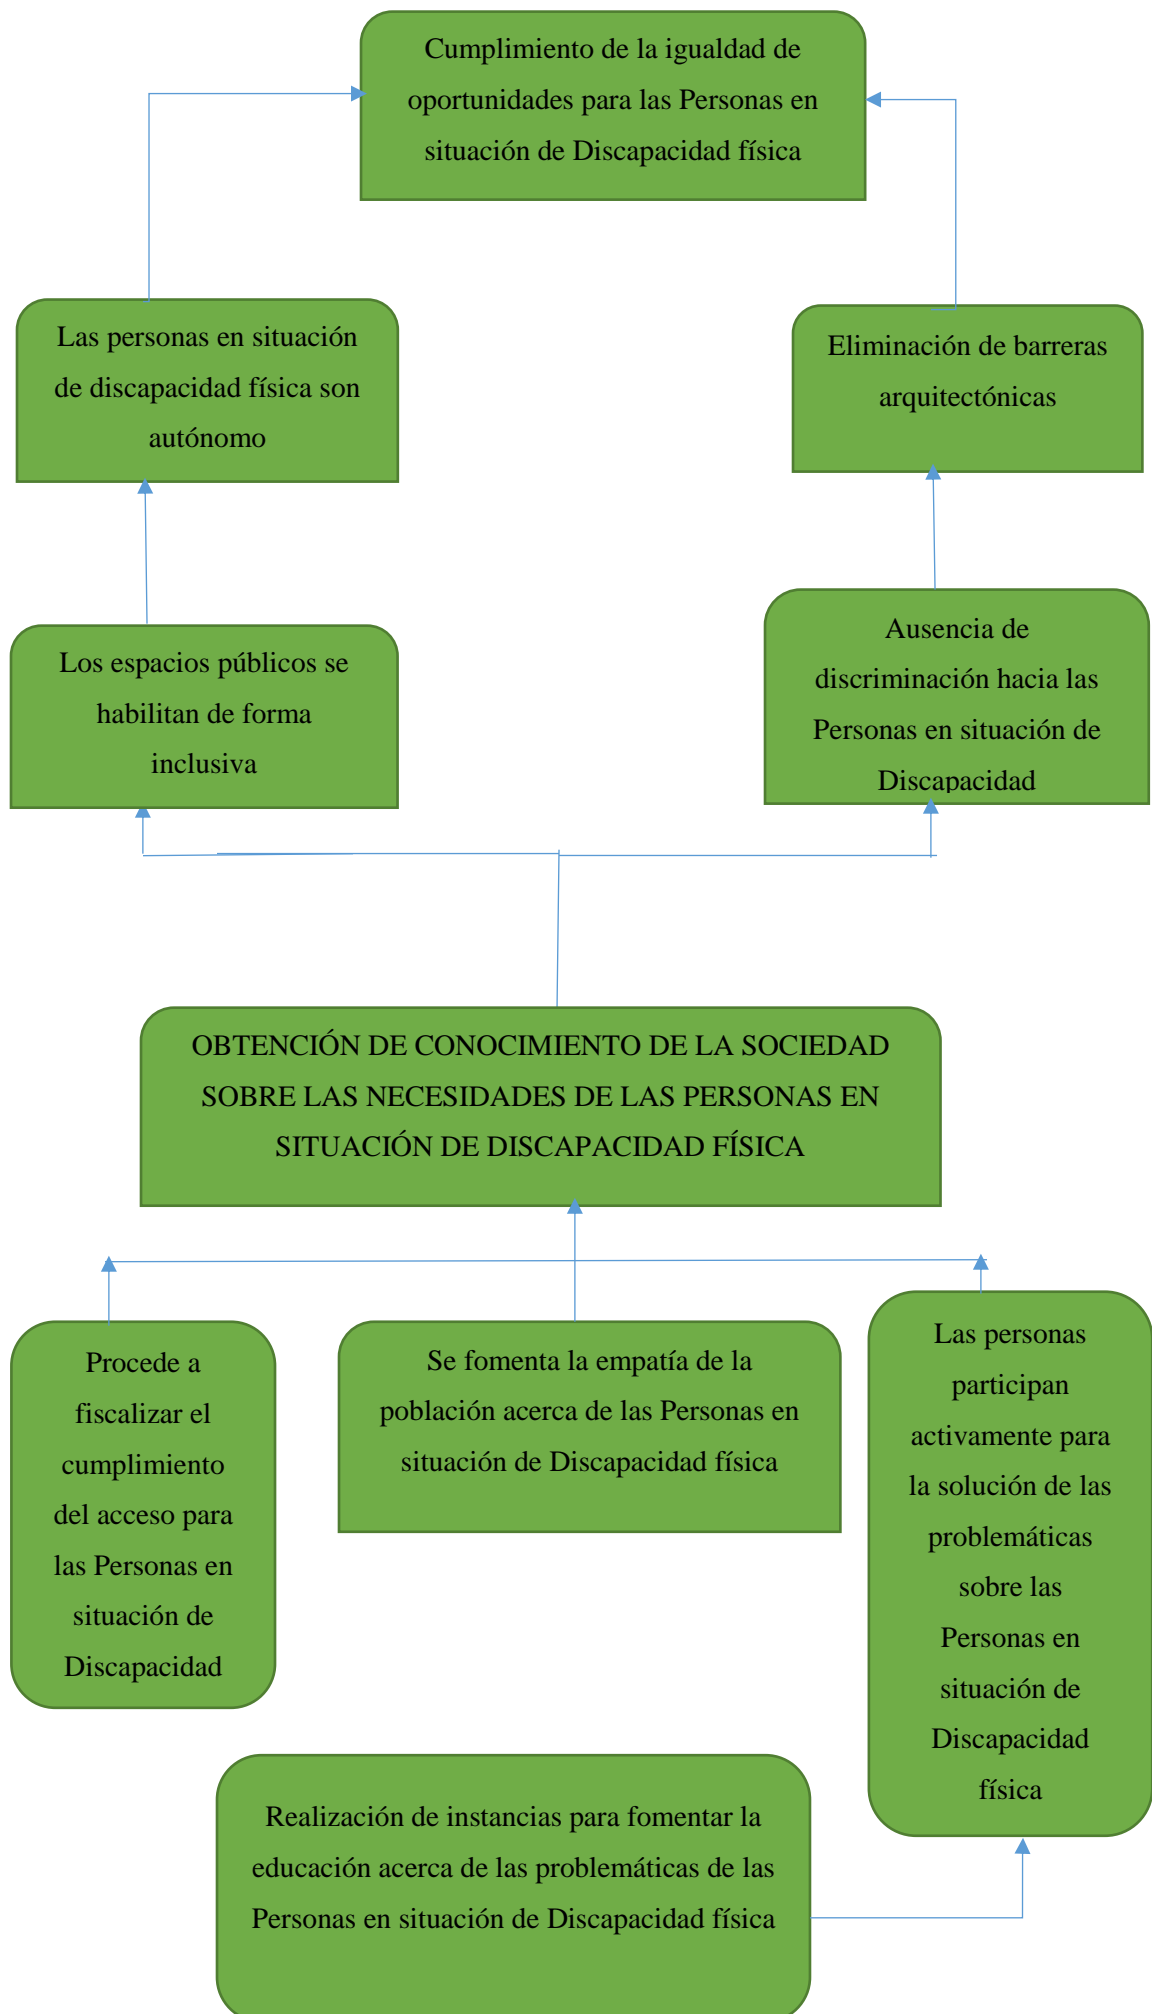 Cumplimiento de la igualdad de
oportunidades para las Personas en
situación de Discapacidad física
Las personas en situación
de discapacidad física son
autónomo
Eliminación de barreras
arquitectónicas
Los espacios públicos se
habilitan de forma
inclusiva
Ausencia de
discriminación hacia las
Personas en situación de
Discapacidad
OBTENCIÓN DE CONOCIMIENTO DE LA SOCIEDAD
SOBRE LAS NECESIDADES DE LAS PERSONAS EN
SITUACIÓN DE DISCAPACIDAD FÍSICA
Procede a
fiscalizar el
cumplimiento
del acceso para
las Personas en
situación de
Discapacidad
Se fomenta la empatía de la
población acerca de las Personas en
situación de Discapacidad física
Las personas
participan
activamente para
la solución de las
problemáticas
sobre las
Personas en
situación de
Discapacidad
física
Realización de instancias para fomentar la
educación acerca de las problemáticas de las
Personas en situación de Discapacidad física